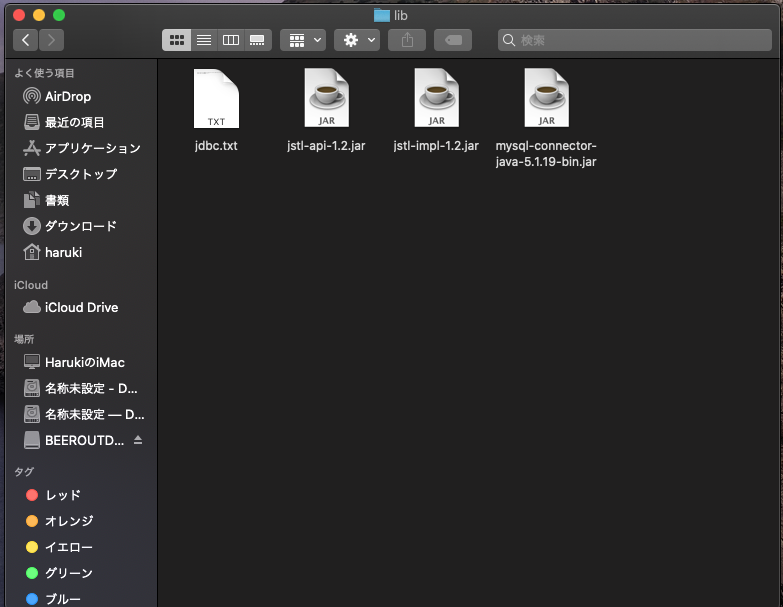 lib
検索
よく使う項目
AirDrop
最近の項目
アプリケーション
デスクトップ
書類
ダウンロード
haruki
iCloud
iCloud Drive
場所
HarukiのiMac
名称未設定 - D...
名称未設定 — D...
BEEROUTD...
タグ
レッド
オレンジ
イエロー
グリーン
ブルー
TXT
jdbc.txt
JAR
jstl-api-1.2.jar
JAR
jstl-impl-1.2.jar
JAR
mysql-connector-
java-5.1.19-bin.jar